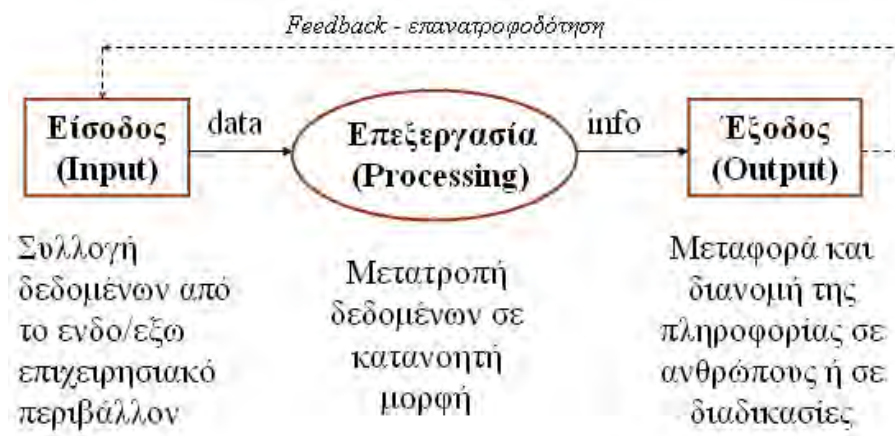 Feedback - επανατροφοδότηση
Είσοδος
(Input)
data
Επεξεργασία
(Processing)
info
Έξοδος
(Output)
Συλλογή
δεδομένων από
το ενδο/εξω
επιχειρησιακό
περιβάλλον
Μετατροπή
δεδομένων σε
κατανοητή
μορφή
Μεταφορά και
διανομή της
πληροφορίας σε
ανθρώπους ή σε
διαδικασίες